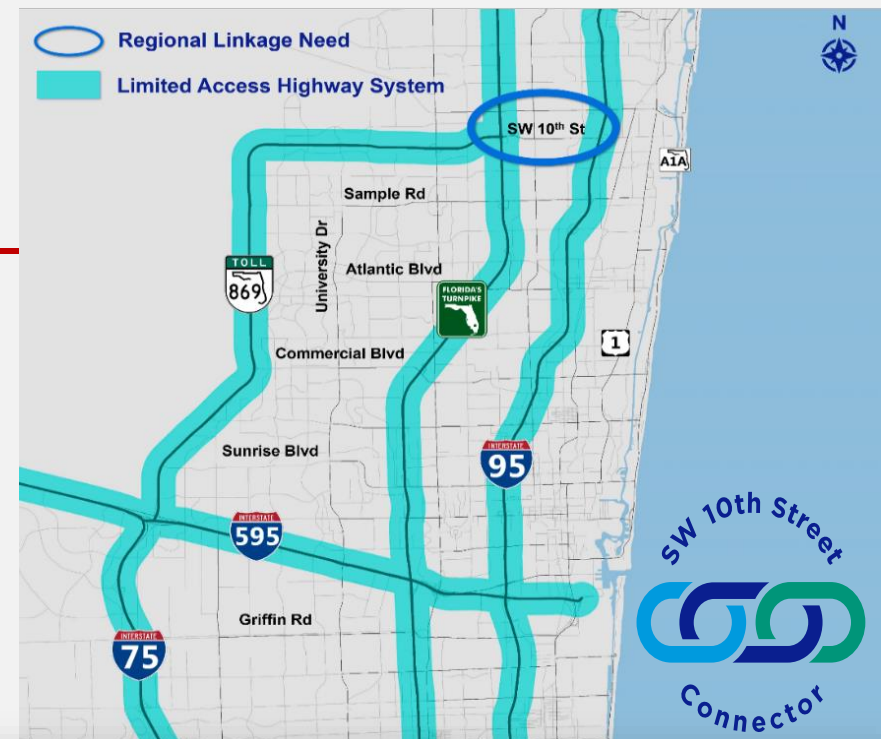 Regional Linkage Need
Limited Access Highway System
N
SW 10th St
A1A
Sample Rd
University Dr
Atlantic Blvd
TOLL
869
FLORIDA'S
TURNPIKE
1
Commercial Blvd
Sunrise Blvd
INTERSTATE
95
INTERSTATE
595
SW 10th Street
Connector
Griffin Rd
INTERSTATE
75